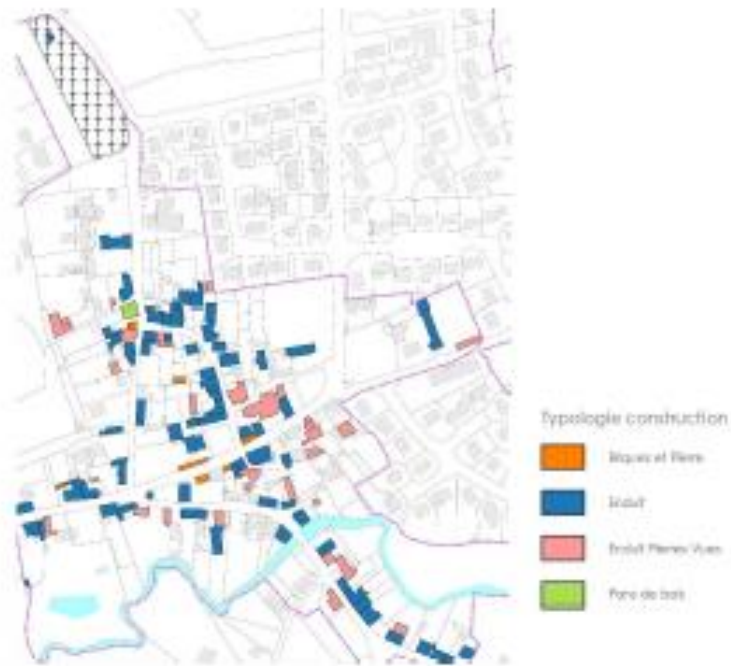 Typologie construction
Briques et Pierre
Enduit
Enduit Pierres Vues
Pans de bois